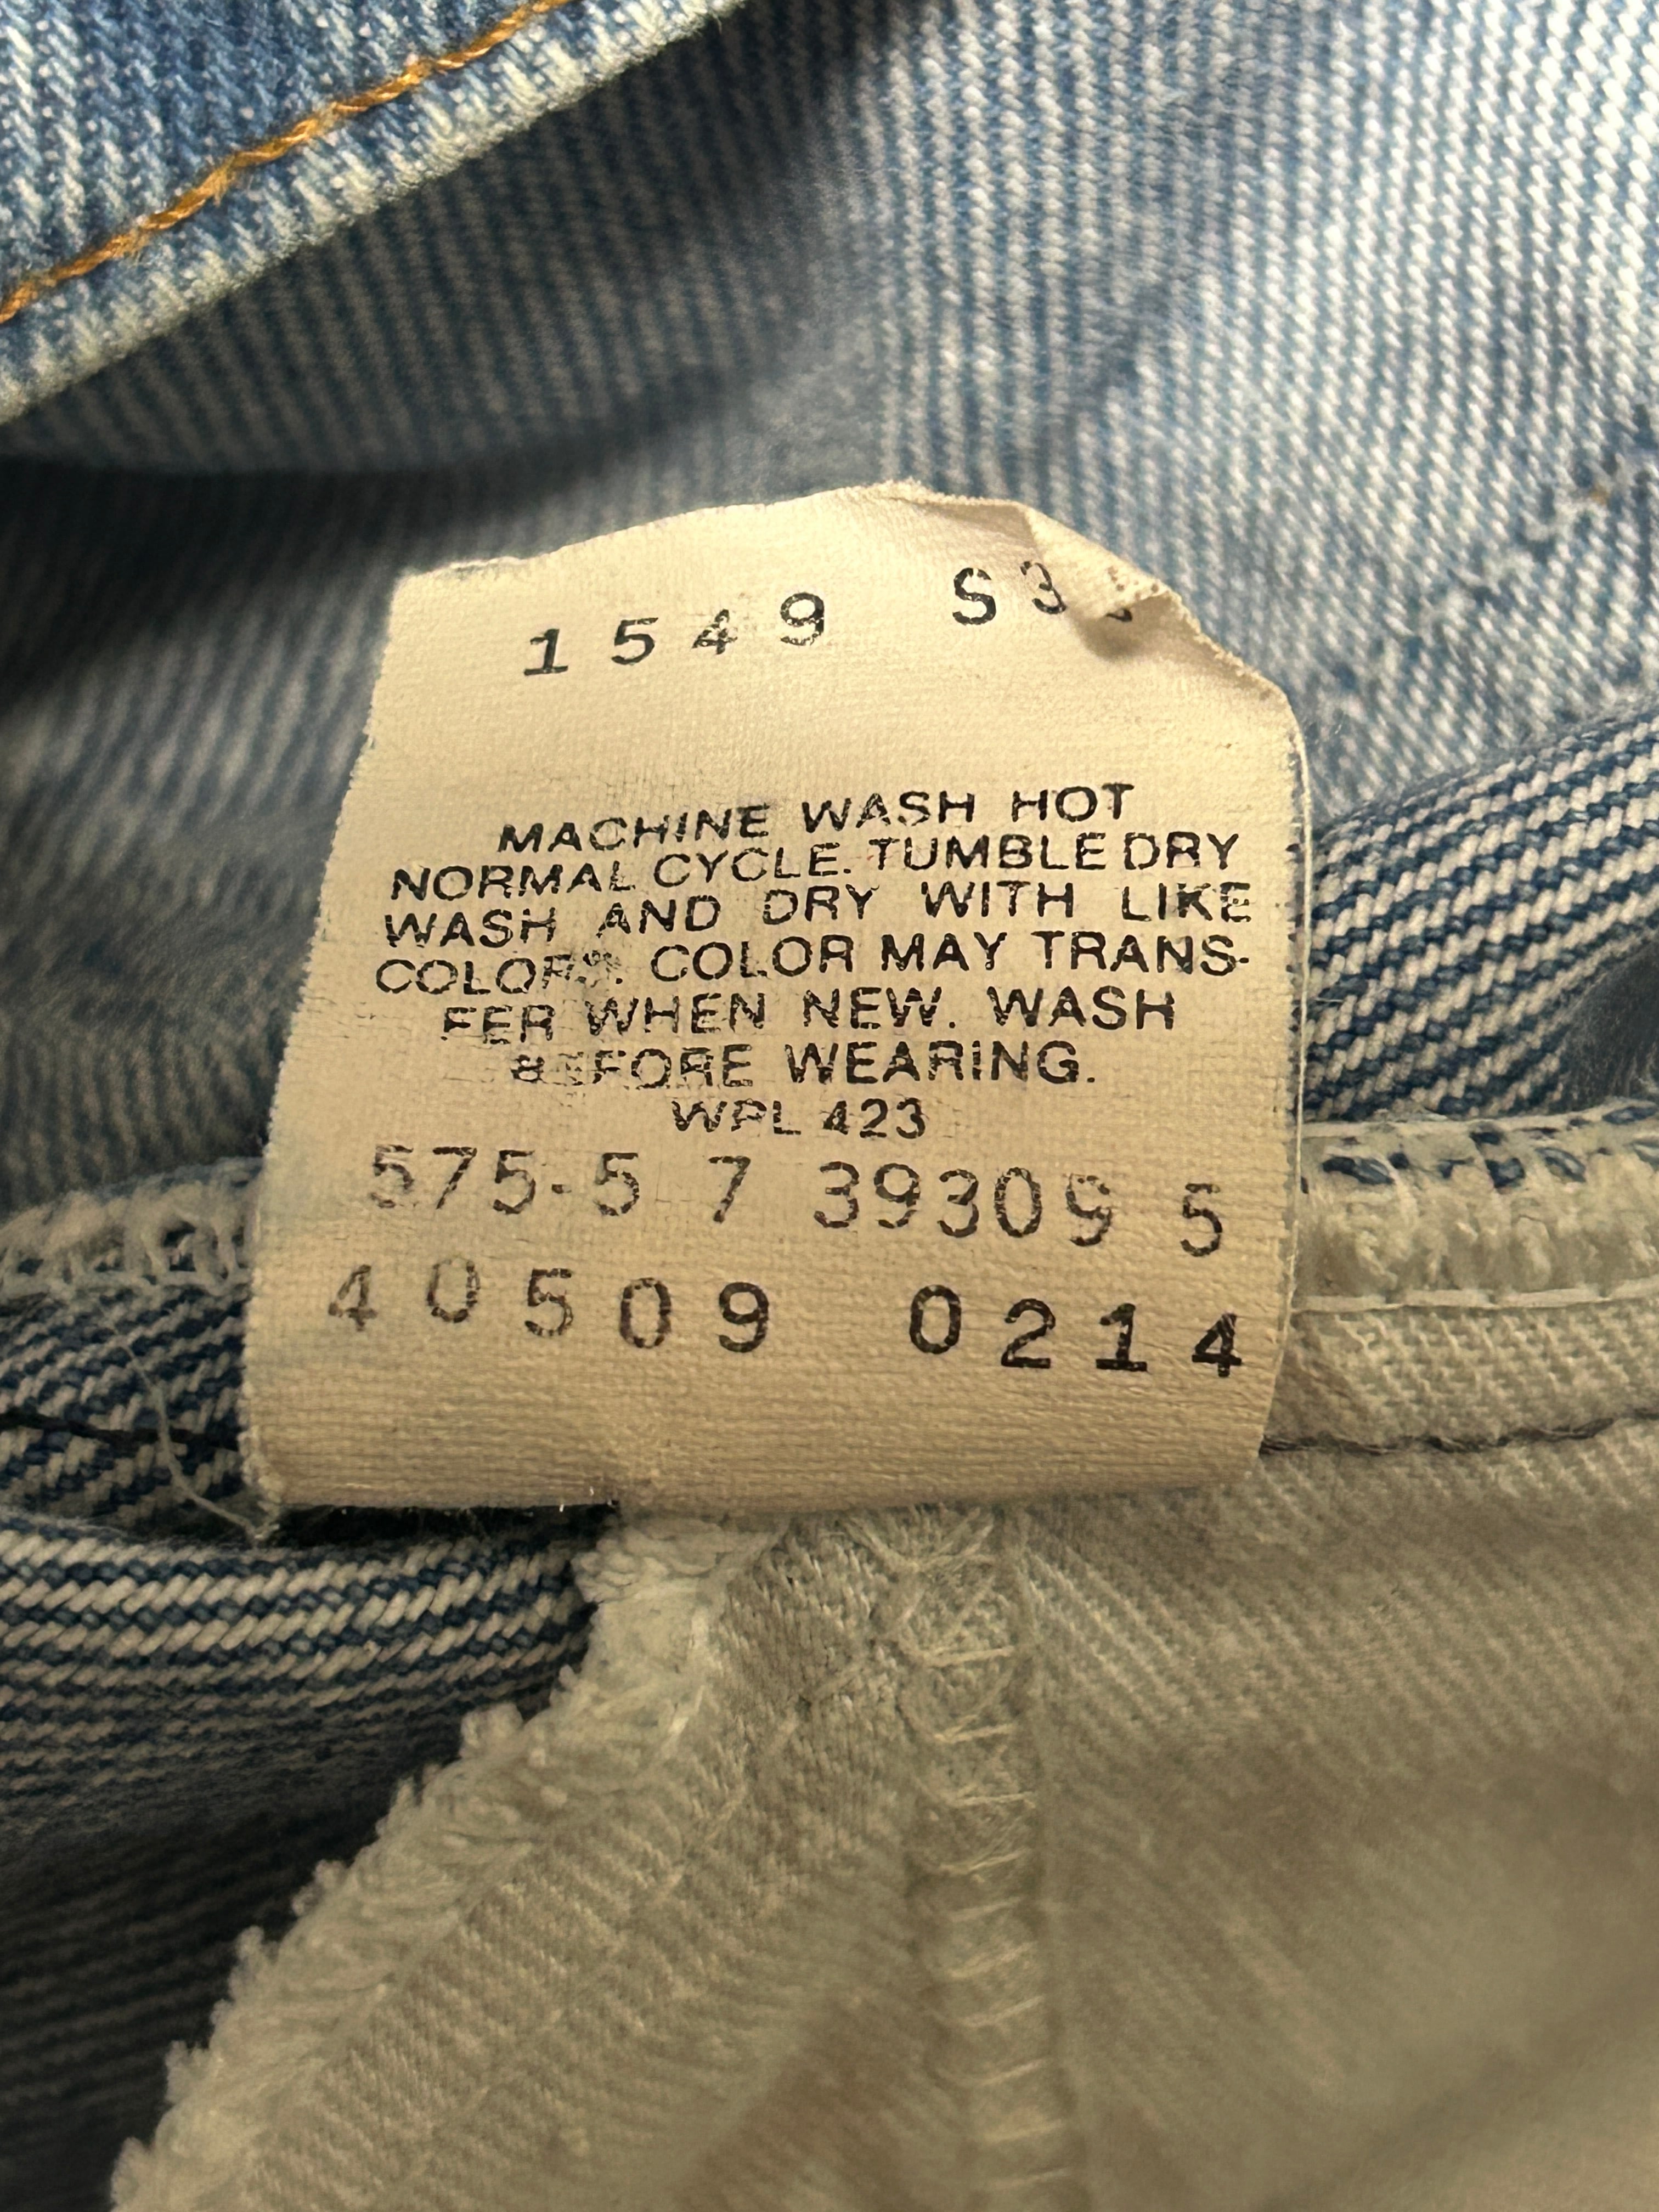 1549 S3
MACHINE WASH HOT
NORMAL CYCLE. TUMBLE DRY
WASH AND DRY WITH LIKE
COLORS. COLOR MAY TRANS-
FER WHEN NEW. WASH
BEFORE WEARING.
WPL 423
575-5 7 393095 5
40509 0214